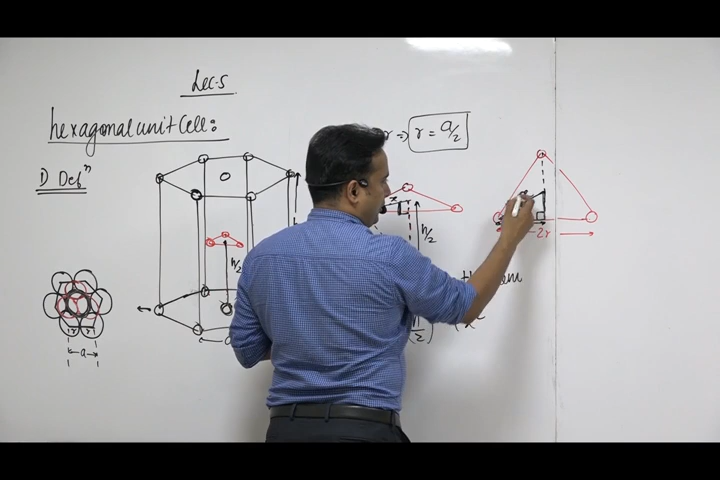 Lec-5
hexagonal unit Cell:
1) Defⁿ
r ⇒ r = a/2
x
h/2
h/2
2r
r r
a
a